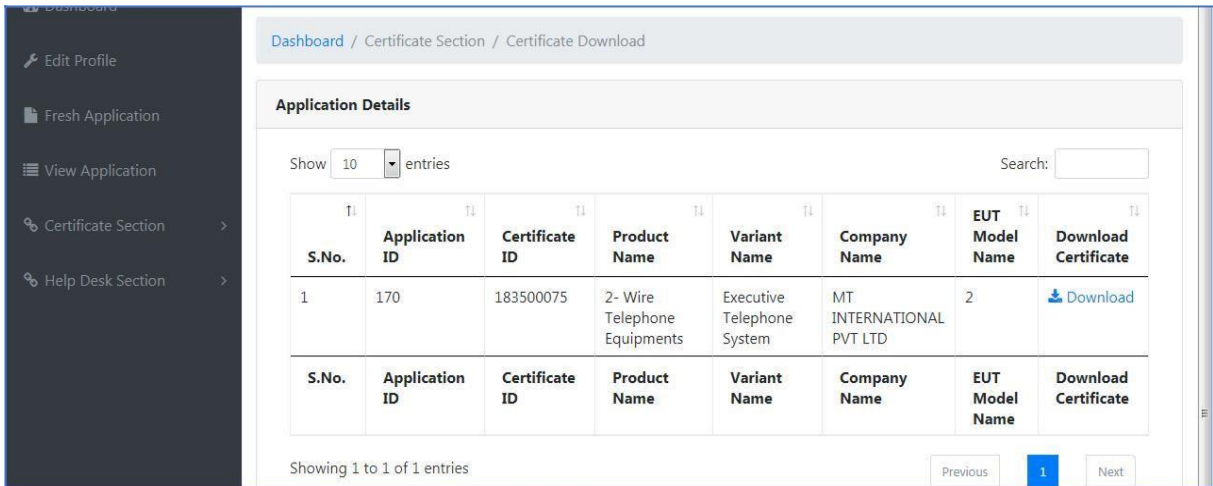 Dashboard
Edit Profile
Fresh Application
View Application
Certificate Section
Help Desk Section
Dashboard / Certificate Section / Certificate Download
Application Details
Show 10 entries
Search:
S.No.
Application
ID
Certificate
ID
Product
Name
Variant
Name
Company
Name
EUT
Model
Name
Download
Certificate
1
170
183500075
2- Wire
Telephone
Equipments
Executive
Telephone
System
MT
INTERNATIONAL
PVT LTD
2
Download
S.No.
Application
ID
Certificate
ID
Product
Name
Variant
Name
Company
Name
EUT
Model
Name
Download
Certificate
Showing 1 to 1 of 1 entries
Previous 1 Next